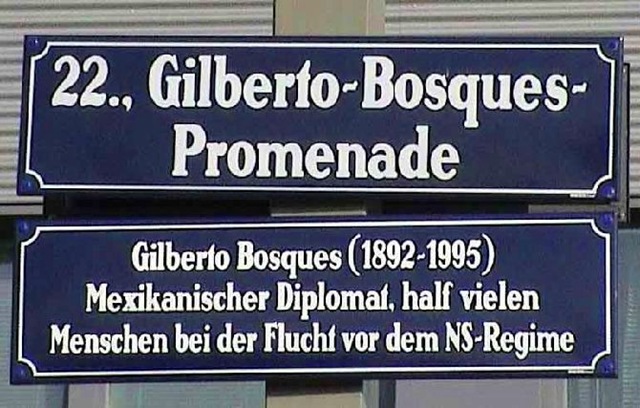 22., Gilberto-Bosques-
Promenade
Gilberto Bosques (1892-1995)
Mexikanischer Diplomat, half vielen
Menschen bei der Flucht vor dem NS-Regime